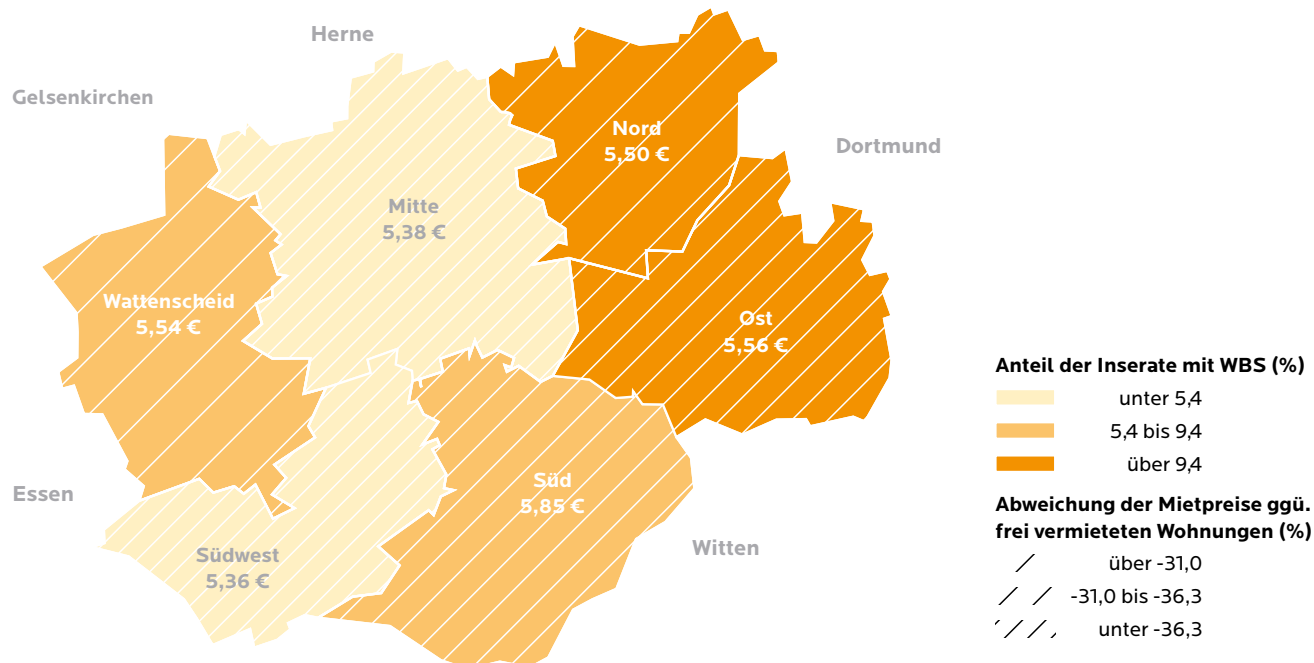 Herne
Gelsenkirchen
Nord
5,50 €
Dortmund
Mitte
5,38 €
Wattenscheid
5,54 €
Ost
5,56 €
Süd
5,85 €
Essen
Südwest
5,36 €
Witten
Anteil der Inserate mit WBS (%)
unter 5,4
5,4 bis 9,4
über 9,4
Abweichung der Mietpreise ggü.
frei vermieteten Wohnungen (%)
über -31,0
-31,0 bis -36,3
unter -36,3